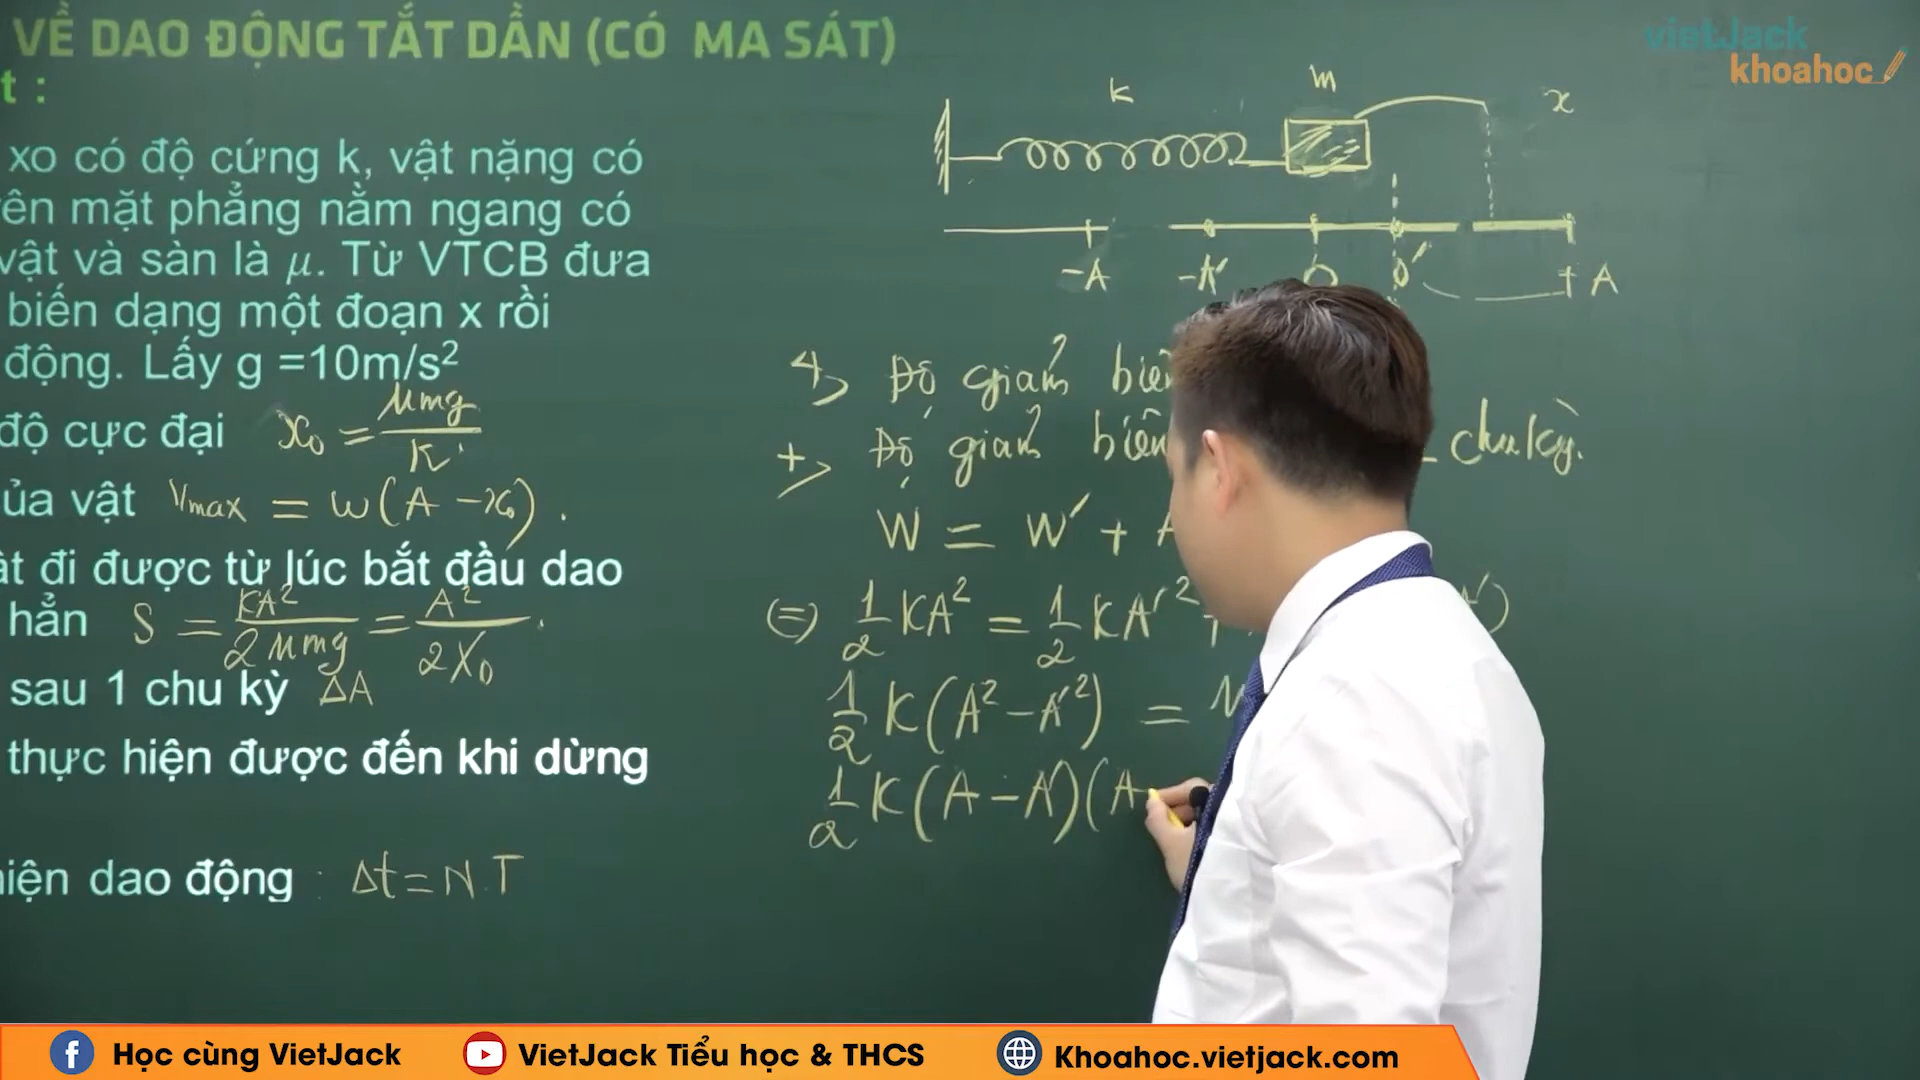 VỀ DAO ĐỘNG TẮT DẦN (CÓ MA SÁT)
t :
xo có độ cứng k, vật nặng có
ên mặt phẳng nằm ngang có
vật và sàn là μ. Từ VTCB đưa
biến dạng một đoạn x rồi
động. Lấy g =10m/s²
độ cực đại x₀ = μmg/K
ủa vật Vmax = ω(A - x₀).
ật đi được từ lúc bắt đầu dao
hẳn S = KA²/2μmg = A²/2X₀.
sau 1 chu kỳ ΔA
thực hiện được đến khi dừng
iện dao động : Δt = N.T
vietJack
khoahoc
k m x
-A -A' O O' +A
4> Độ giảm biên
+> Độ giảm biên chu kỳ.
W = W' +
(=) 1/2 KA² = 1/2 KA'² + )
1/2 K(A² - A'²) =
1/2 K(A - A')(A
Học cùng VietJack
VietJack Tiểu học & THCS
Khoahoc.vietjack.com